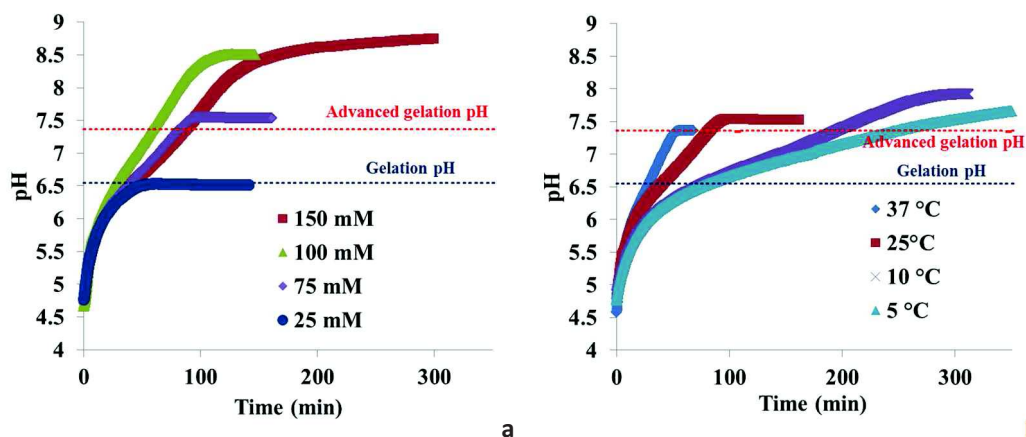 9
8.5
8
7.5
7
6.5
6
5.5
5
4.5
4
pH
Advanced gelation pH
Gelation pH
150 mM
100 mM
75 mM
25 mM
0
100
200
300
Time (min)
9
8.5
8
7.5
7
6.5
6
5.5
5
4.5
4
pH
Advanced gelation pH
Gelation pH
37 °C
25°C
10 °C
5 °C
0
100
200
300
Time (min)
a